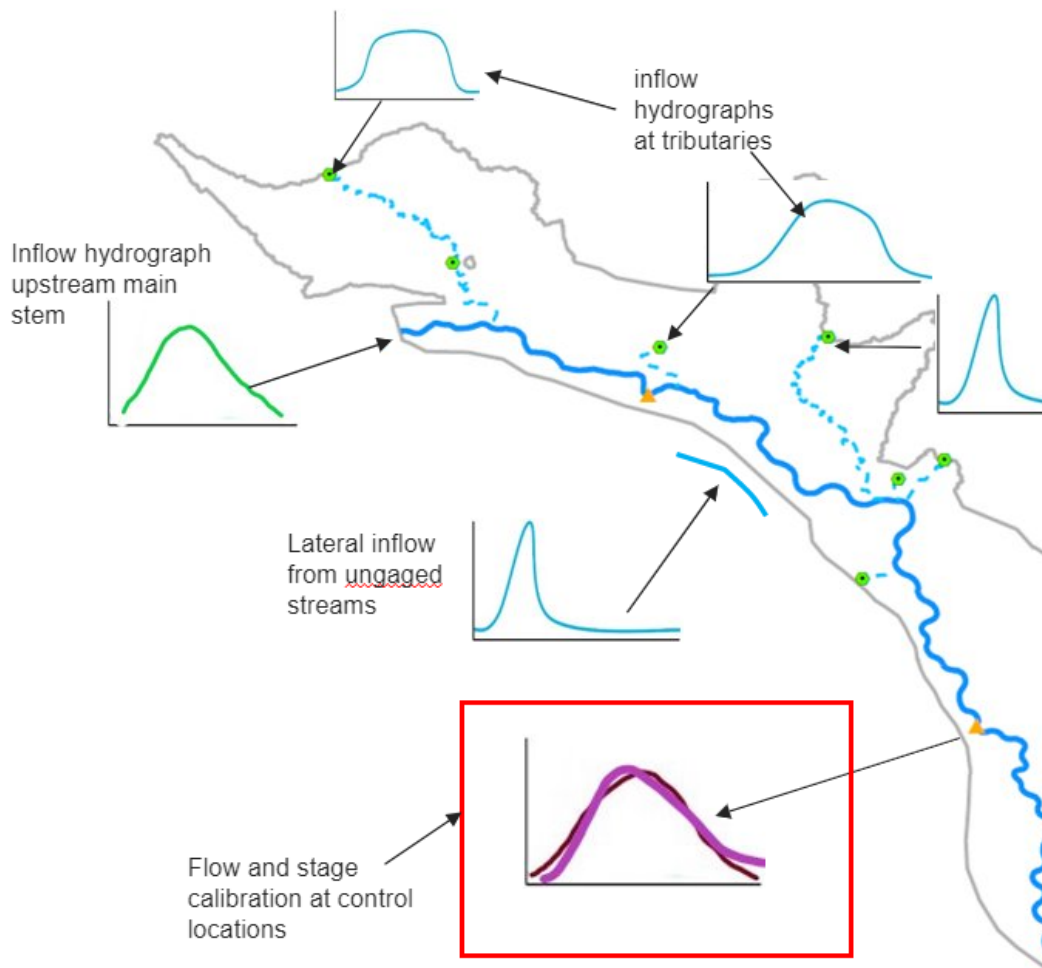 inflow
hydrographs
at tributaries
Inflow hydrograph
upstream main
stem
Lateral inflow
from ungaged
streams
Flow and stage
calibration at control
locations